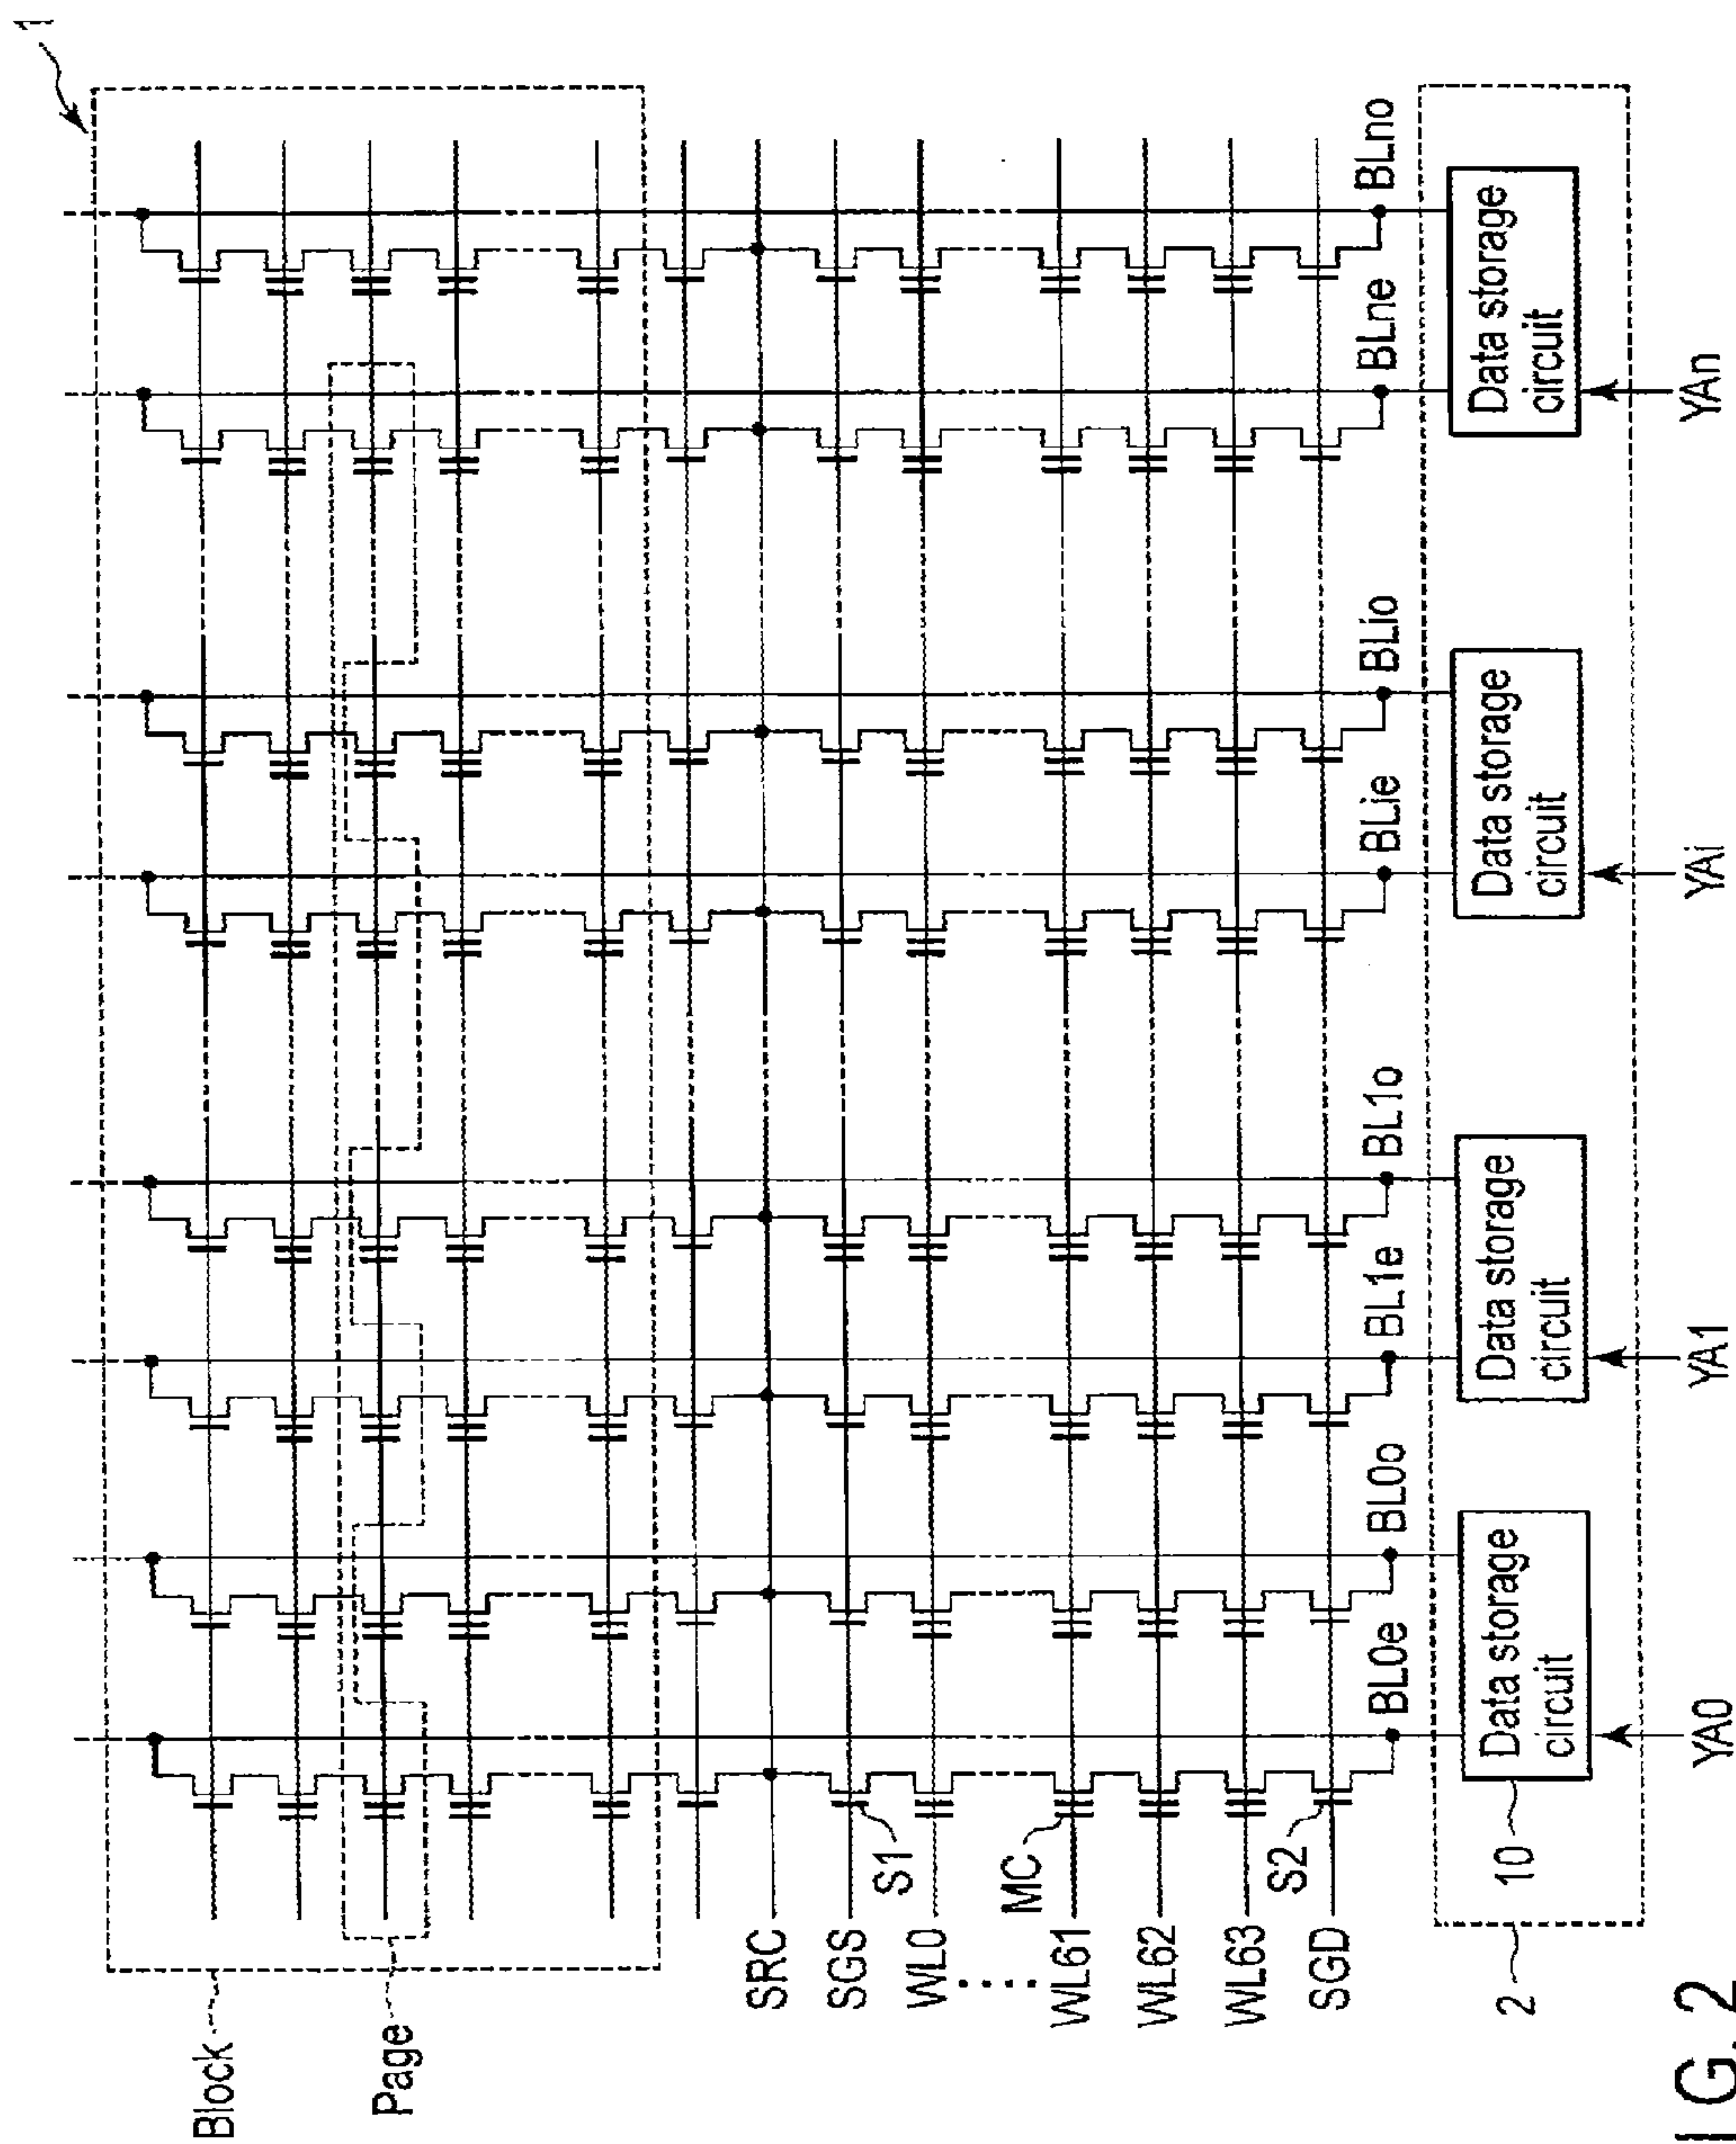 1
Block
Page
SRC
SGS
WL0
WL61
WL62
WL63
SGD
S1
MC
S2
BL0e
BL0o
BL1e
BL1o
BLie
BLio
BLne
BLno
2
10
Data storage
circuit
Data storage
circuit
Data storage
circuit
Data storage
circuit
YA0
YA1
YAi
YAn
IG. 2